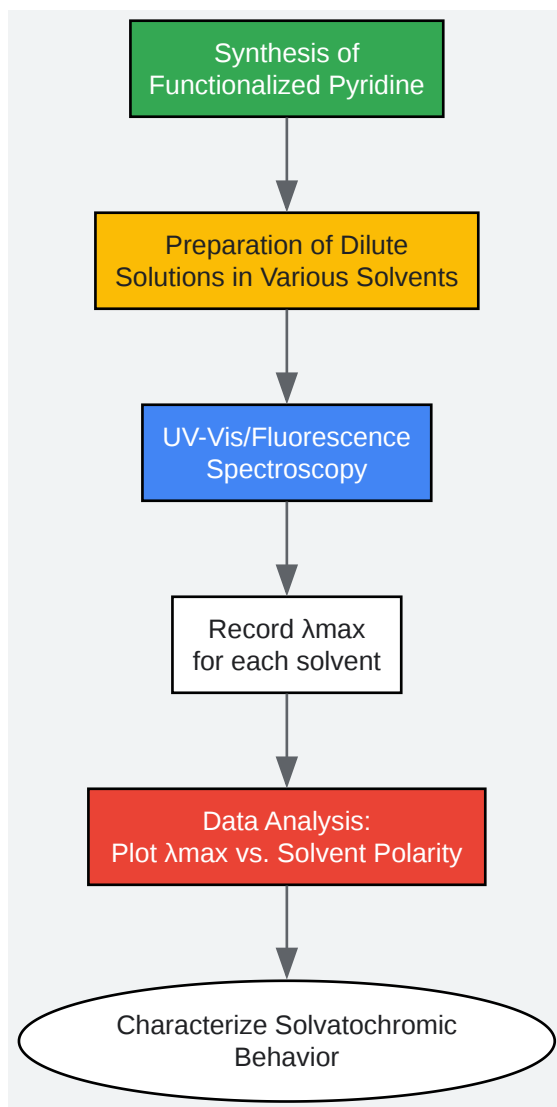 Synthesis of
Functionalized Pyridine
Preparation of Dilute
Solutions in Various Solvents
UV-Vis/Fluorescence
Spectroscopy
Record λmax
for each solvent
Data Analysis:
Plot λmax vs. Solvent Polarity
Characterize Solvatochromic
Behavior